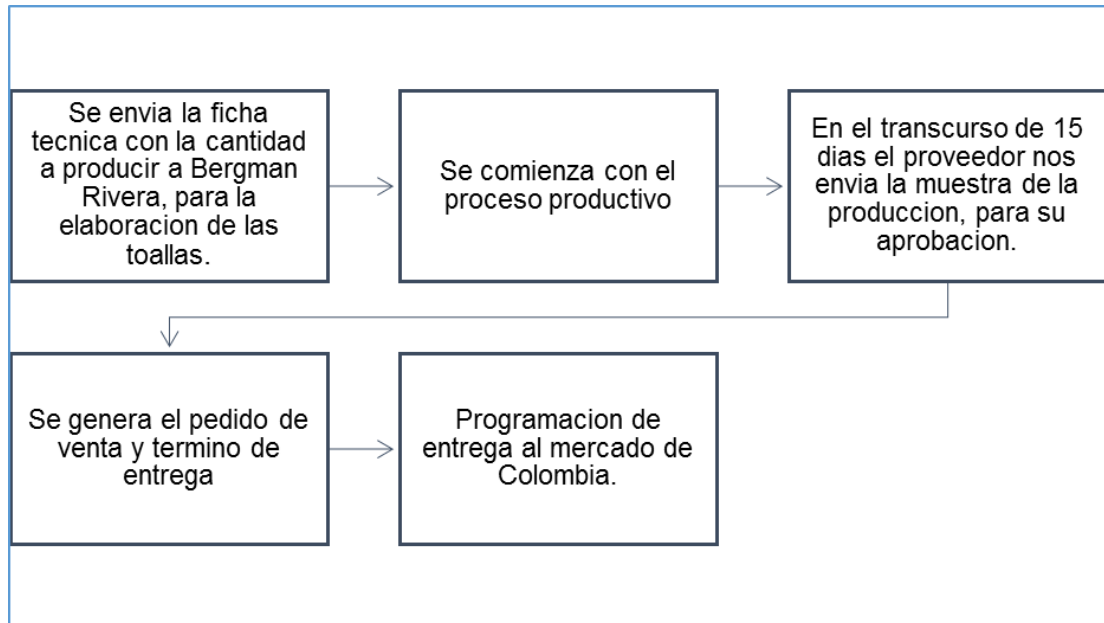 Se envia la ficha
tecnica con la cantidad
a producir a Bergman
Rivera, para la
elaboracion de las
toallas.
Se comienza con el
proceso productivo
En el transcurso de 15
dias el proveedor nos
envia la muestra de la
produccion, para su
aprobacion.
Se genera el pedido de
venta y termino de
entrega
Programacion de
entrega al mercado de
Colombia.